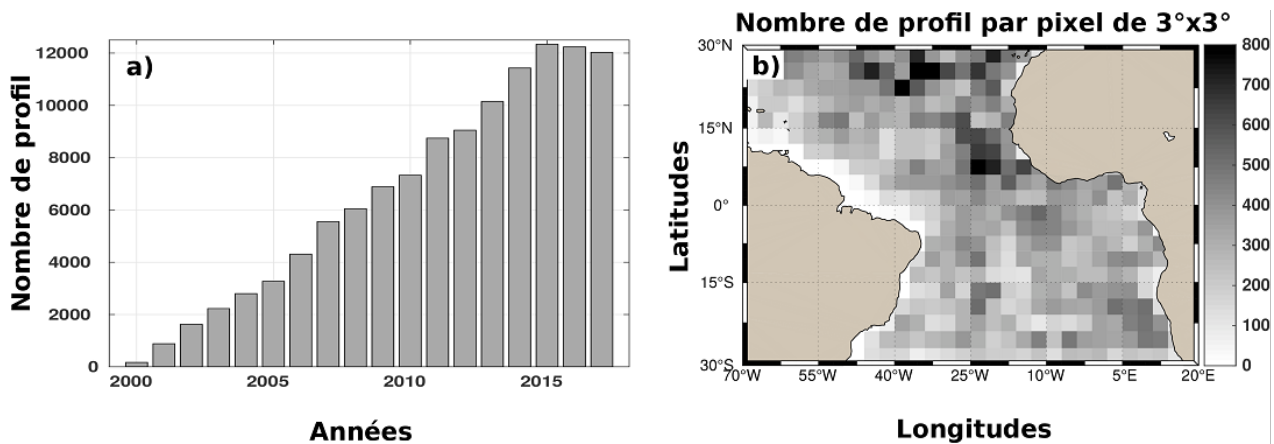 a)
Nombre de profil
12000
10000
8000
6000
4000
2000
0
2000 2005 2010 2015
Années
Nombre de profil par pixel de 3°x3°
b)
Latitudes
30°N
15°N
0°
15°S
30°S
70°W 55°W 40°W 25°W 10°W 5°E 20°E
Longitudes
800
700
600
500
400
300
200
100
0